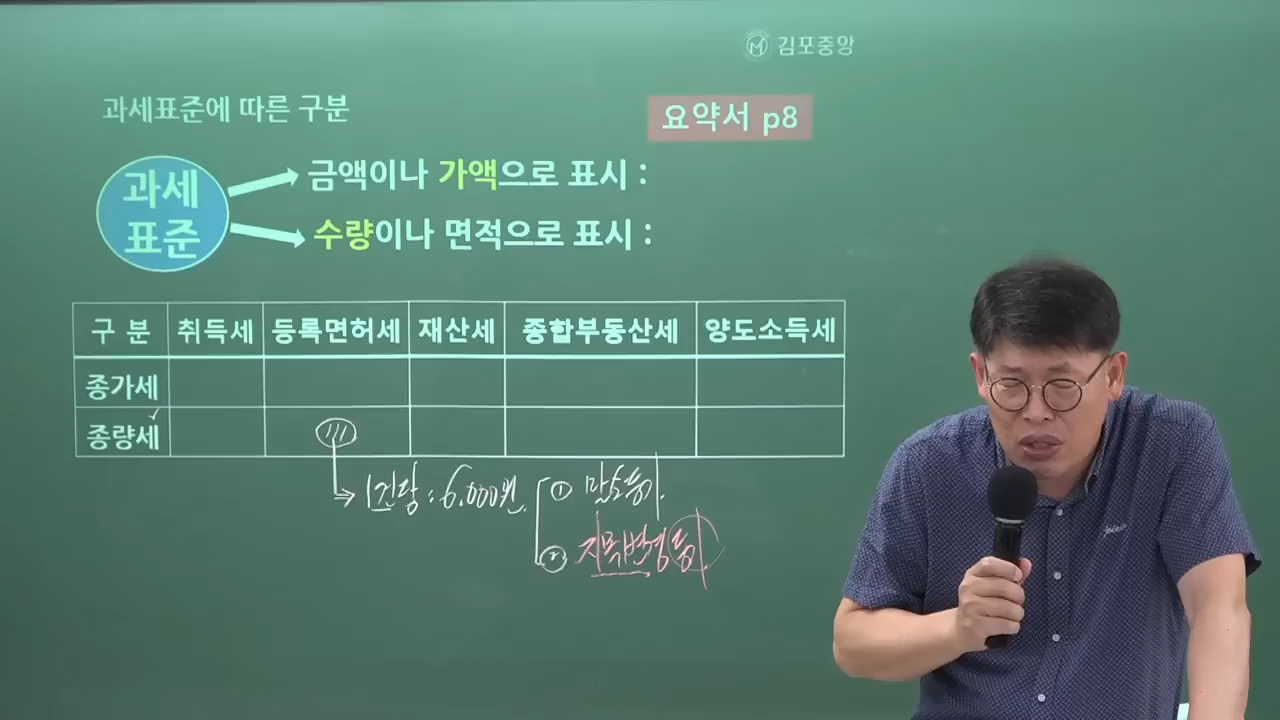 김포중앙
과세표준에 따른 구분
요약서 p8
과세
표준
금액이나 가액으로 표시 :
수량이나 면적으로 표시 :
구 분 취득세 등록면허세 재산세 종합부동산세 양도소득세
종가세
종량세
1건당 : 6,000원
① 말소등기
② 지목변경등